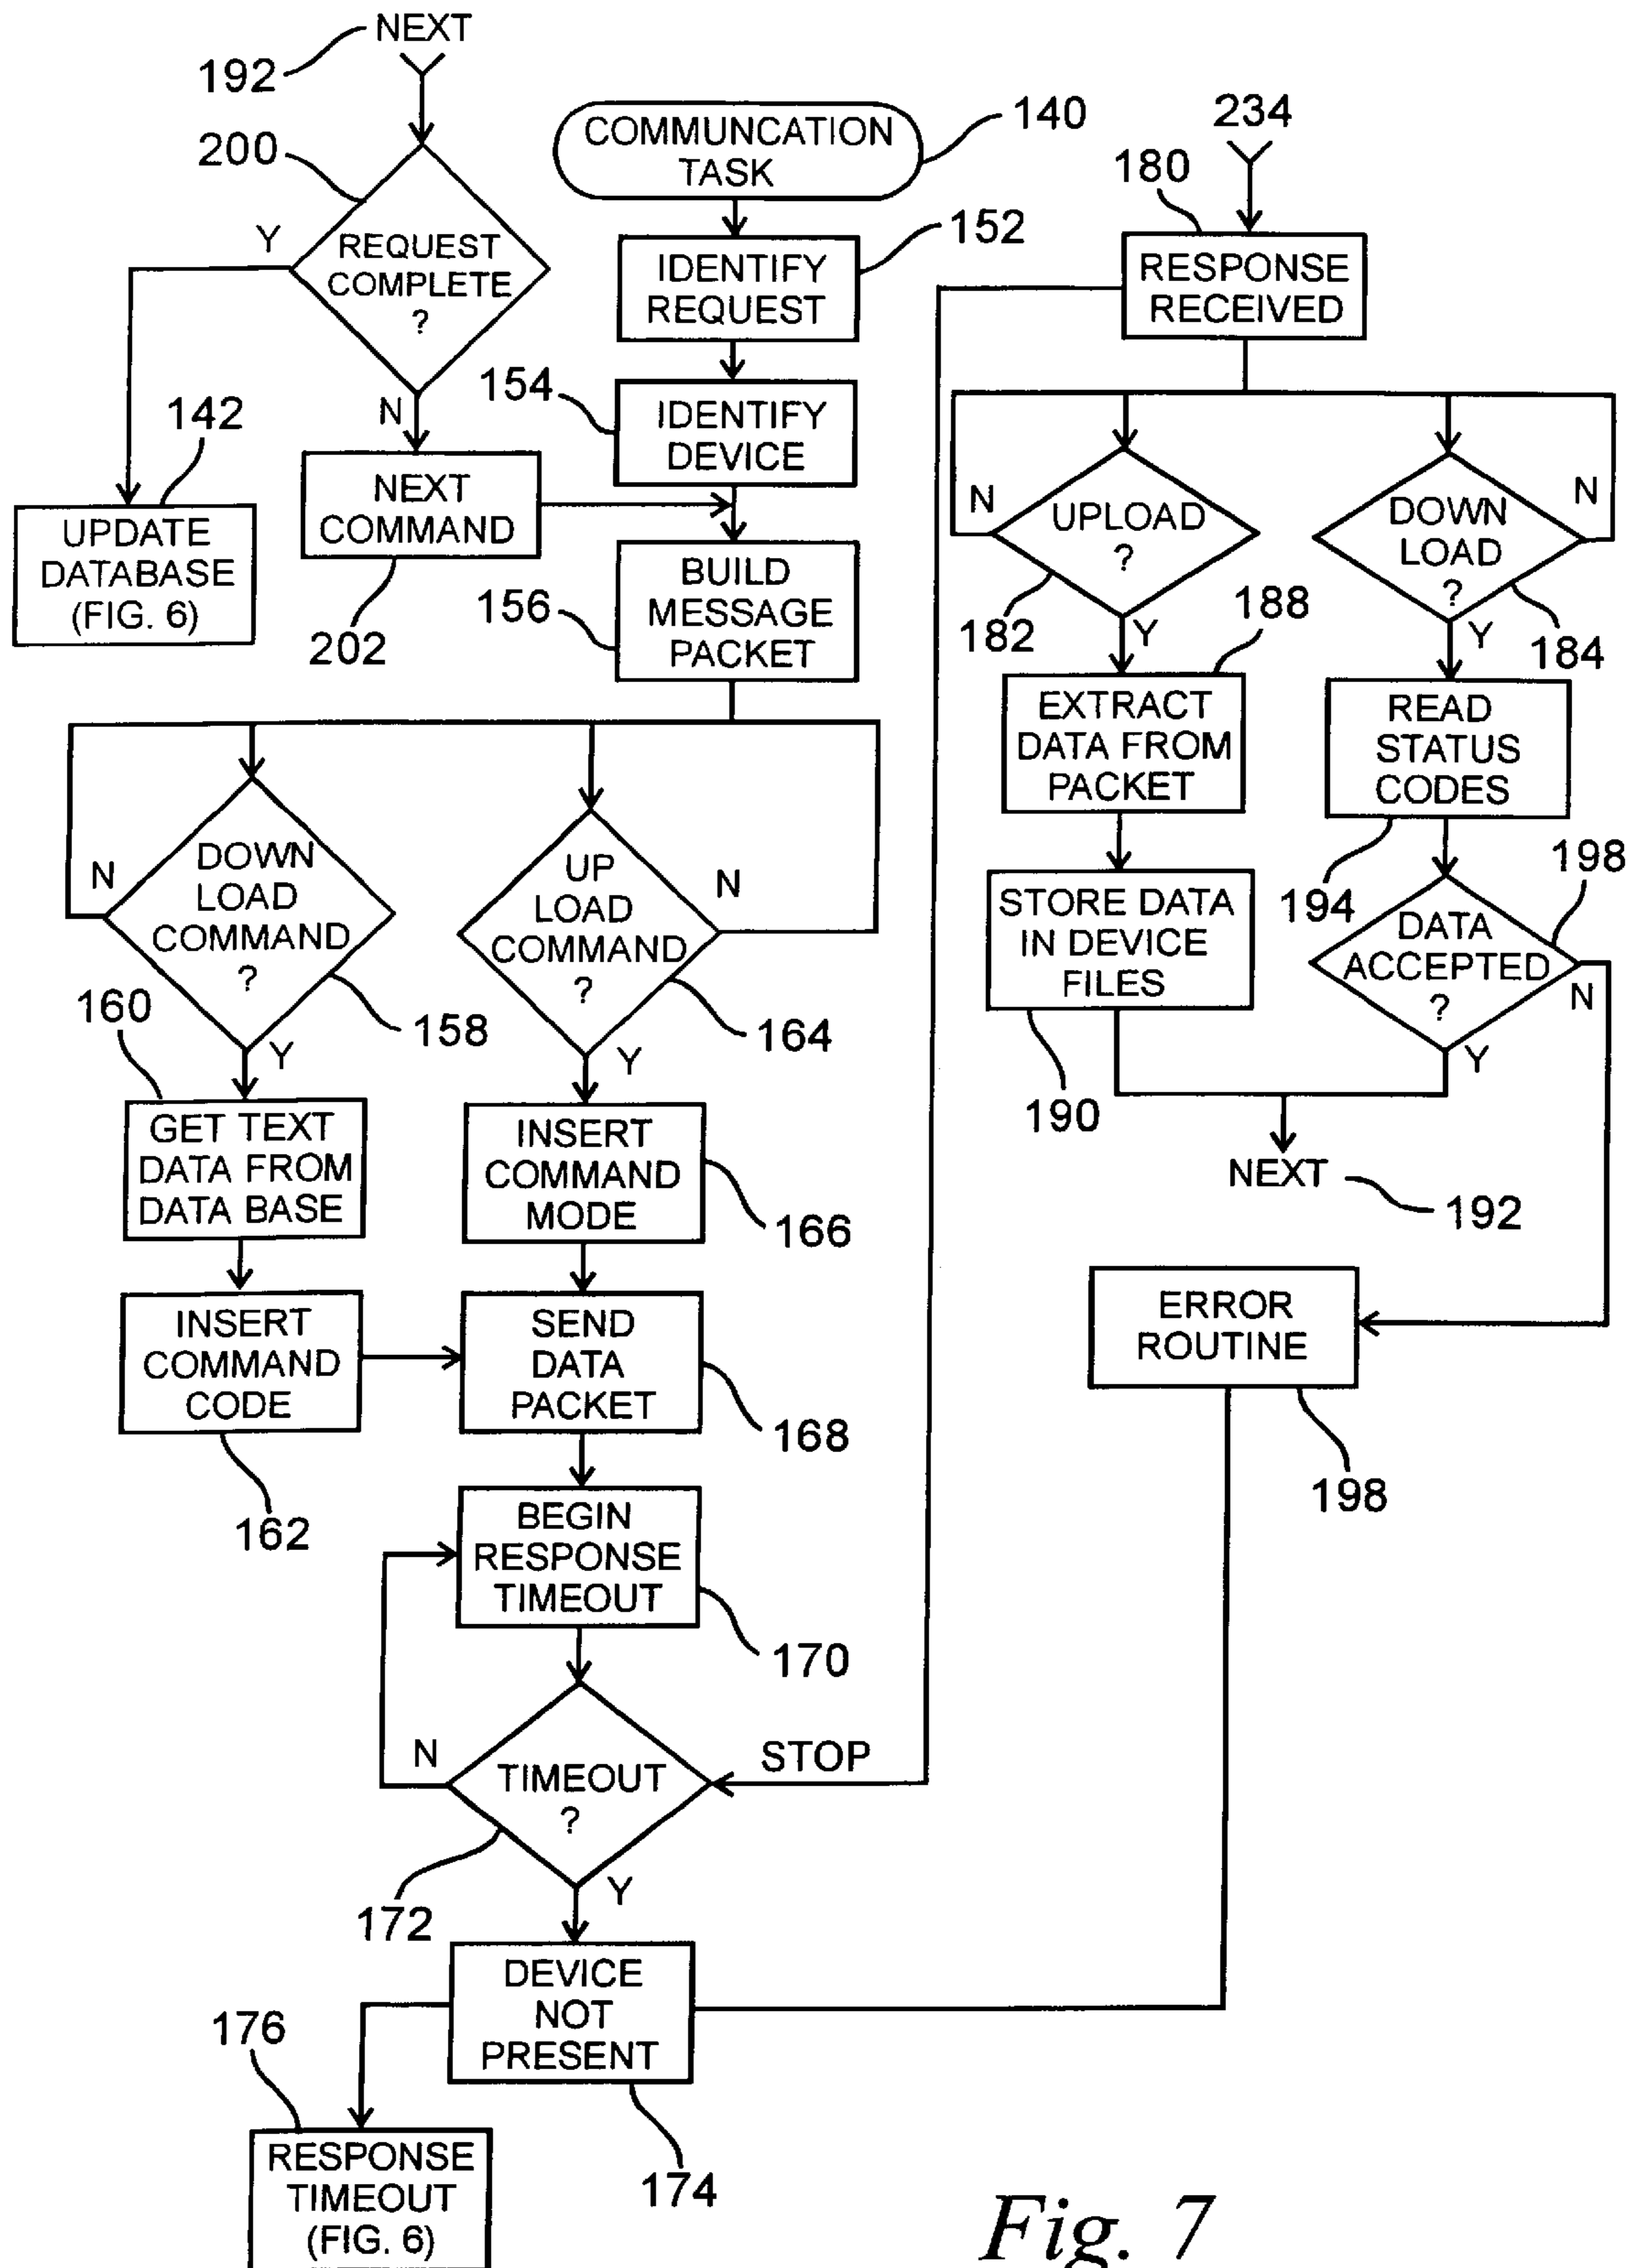 NEXT
192
200
REQUEST
COMPLETE
?
Y
N
142
UPDATE
DATABASE
(FIG. 6)
NEXT
COMMAND
202
COMMUNCATION
TASK
140
IDENTIFY
REQUEST
152
154
IDENTIFY
DEVICE
156
BUILD
MESSAGE
PACKET
DOWN
LOAD
COMMAND
?
N
Y
158
UP
LOAD
COMMAND
?
N
Y
164
160
GET TEXT
DATA FROM
DATA BASE
INSERT
COMMAND
CODE
162
INSERT
COMMAND
MODE
166
SEND
DATA
PACKET
168
BEGIN
RESPONSE
TIMEOUT
170
TIMEOUT
?
N
Y
STOP
172
DEVICE
NOT
PRESENT
174
176
RESPONSE
TIMEOUT
(FIG. 6)
234
180
RESPONSE
RECEIVED
UPLOAD
?
N
Y
182
DOWN
LOAD
?
N
Y
184
188
EXTRACT
DATA FROM
PACKET
STORE DATA
IN DEVICE
FILES
190
READ
STATUS
CODES
194
DATA
ACCEPTED
?
198
N
Y
NEXT
192
ERROR
ROUTINE
198
Fig. 7